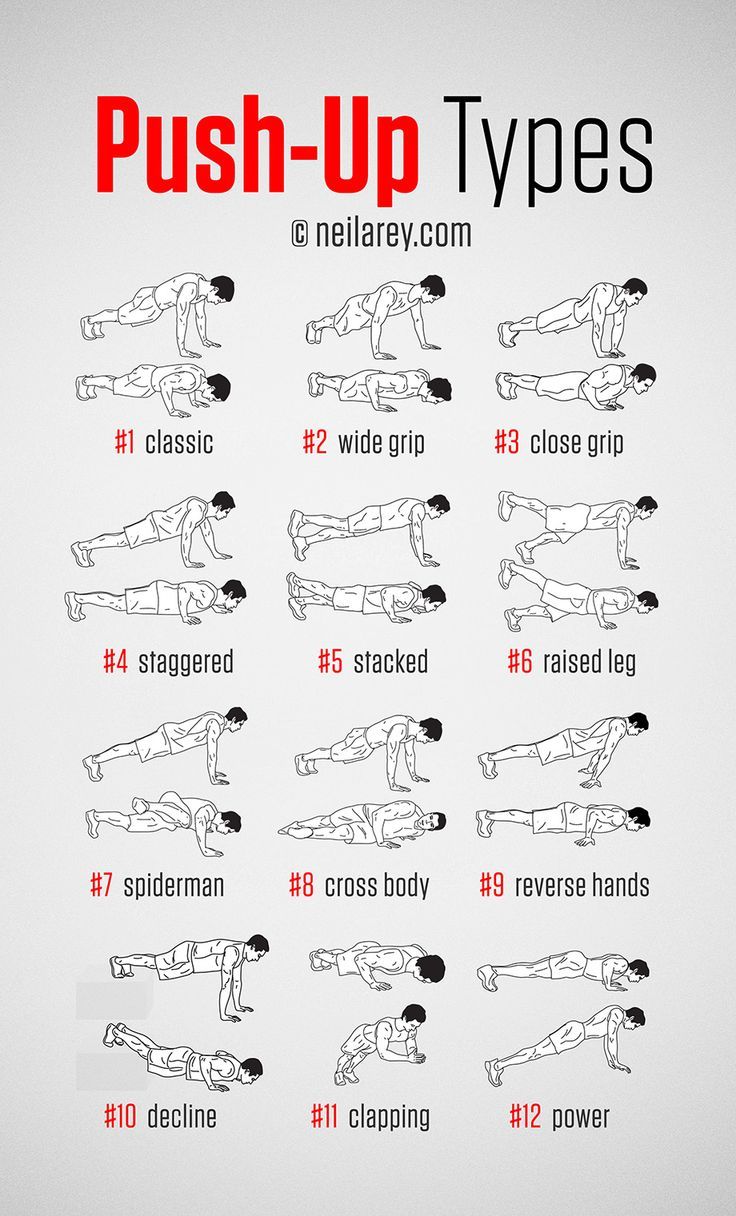 Push-Up Types
© neilarey.com
#1 classic
#2 wide grip
#3 close grip
#4 staggered
#5 stacked
#6 raised leg
#7 spiderman
#8 cross body
#9 reverse hands
#10 decline
#11 clapping
#12 power